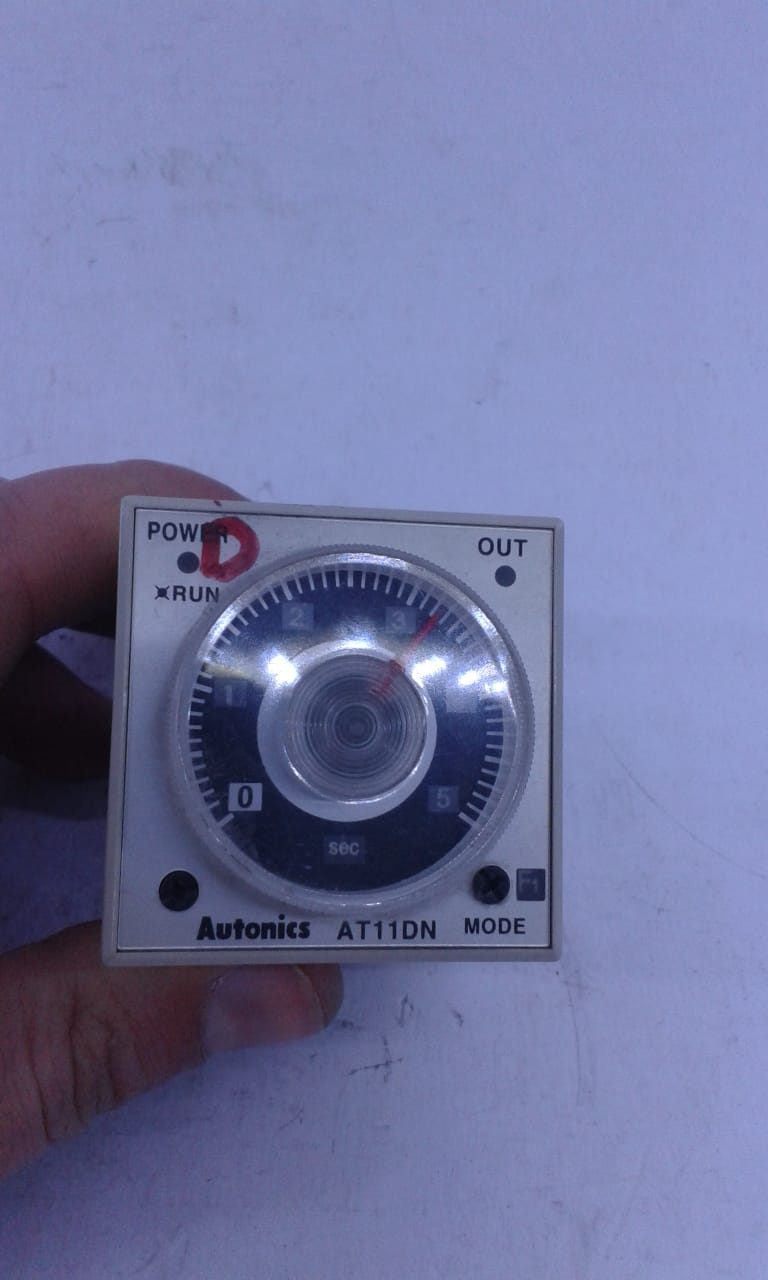 POWER
D
OUT
RUN
2
3
1
0
5
sec
F1
Autonics AT11DN MODE